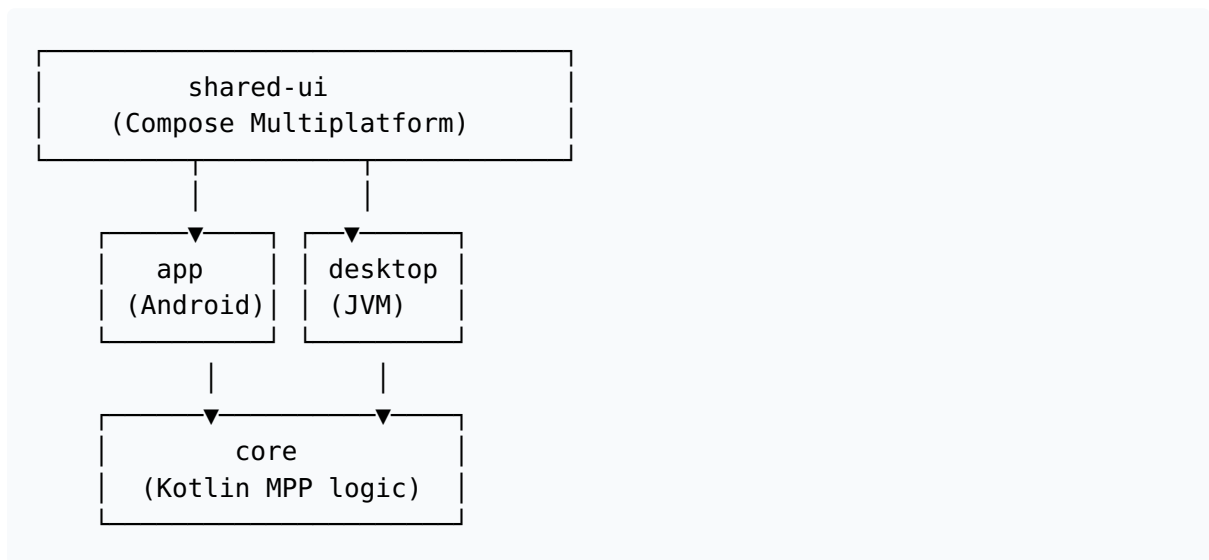 shared-ui
(Compose Multiplatform)
app desktop
(Android) (JVM)
core
(Kotlin MPP logic)